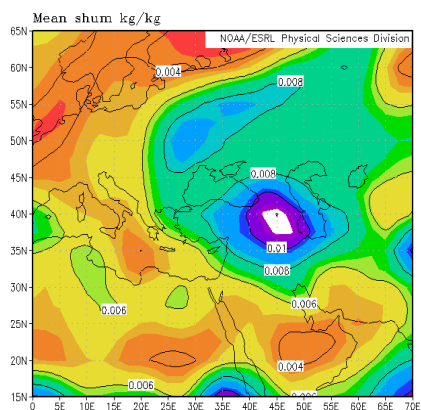 Mean shum kg/kg
NOAA/ESRL Physical Sciences Division
65N
60N
55N
50N
45N
40N
35N
30N
25N
20N
15N
0.004
0.008
0.008
0.01
0.008
0.006
0.006
0.004
0.006
0.006
0 5E 10E 15E 20E 25E 30E 35E 40E 45E 50E 55E 60E 65E 70E